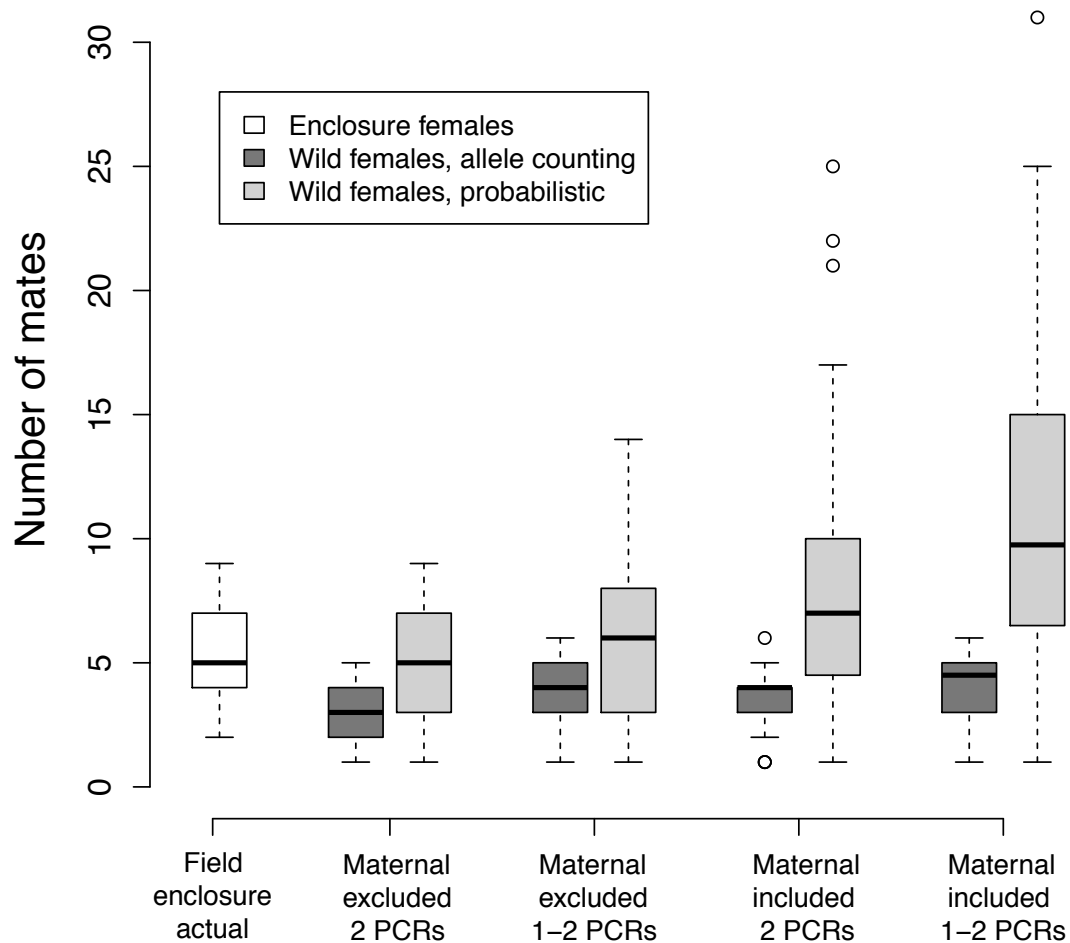 Number of mates
30
25
20
15
10
5
0
Enclosure females
Wild females, allele counting
Wild females, probabilistic
Field
enclosure
actual
Maternal
excluded
2 PCRs
Maternal
excluded
1−2 PCRs
Maternal
included
2 PCRs
Maternal
included
1−2 PCRs